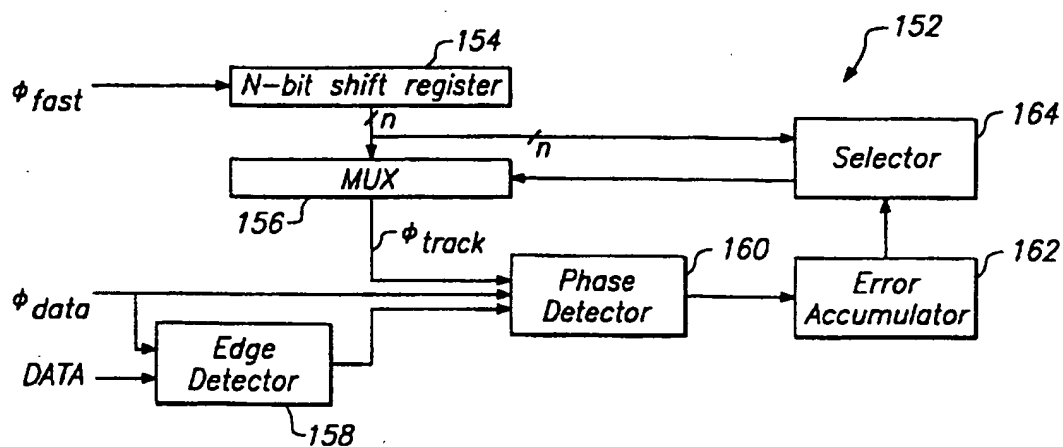 154
152
ϕfast
N-bit shift register
n
n
164
Selector
MUX
156
ϕtrack
160
162
Phase
Detector
Error
Accumulator
ϕdata
Edge
Detector
DATA
158